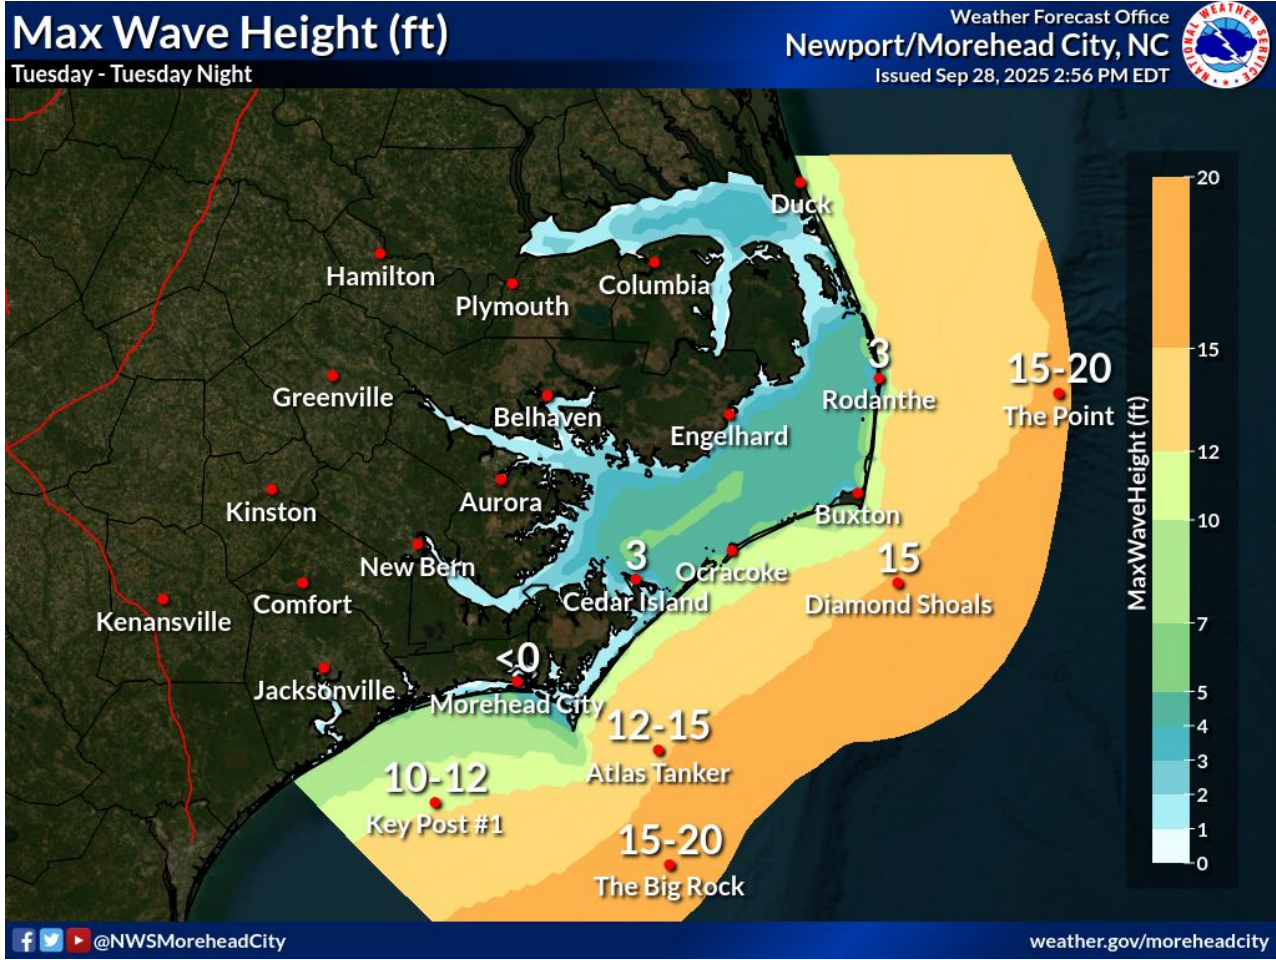 Max Wave Height (ft)
Tuesday - Tuesday Night
Weather Forecast Office
Newport/Morehead City, NC
Issued Sep 28, 2025 2:56 PM EDT
NATIONAL WEATHER SERVICE
Duck
Hamilton
Plymouth
Columbia
3
Rodanthe
15-20
The Point
Greenville
Belhaven
Engelhard
Aurora
Kinston
Buxton
New Bern
3
Cedar Island
Ocracoke
15
Diamond Shoals
Comfort
Kenansville
<0
Morehead City
Jacksonville
12-15
Atlas Tanker
10-12
Key Post #1
15-20
The Big Rock
MaxWaveHeight (ft)
20
15
12
10
7
5
4
3
2
1
0
@NWSMoreheadCity
weather.gov/moreheadcity